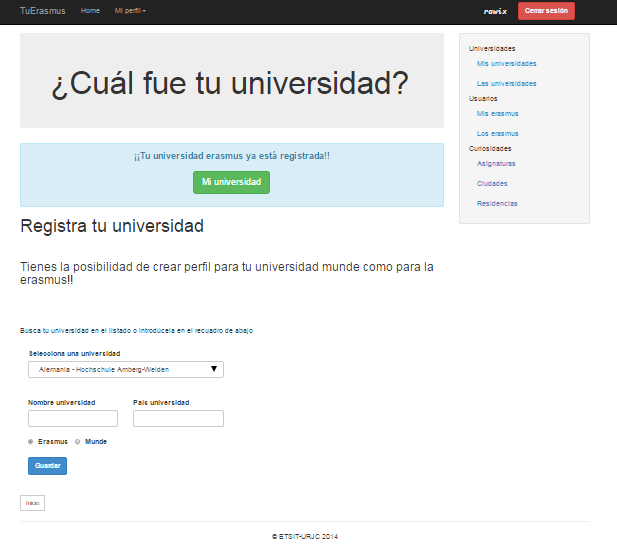 TuErasmus Home Mi perfil rowix Cerrar sesión
¿Cuál fue tu universidad?
¡¡Tu universidad erasmus ya está registrada!!
Mi universidad
Registra tu universidad
Tienes la posibilidad de crear perfil para tu universidad munde como para la
erasmus!!
Busca tu universidad en el listado o introdúcela en el recuadro de abajo
Selecciona una universidad
Alemania - Hochschule Amberg-Weiden
Nombre universidad País universidad
Erasmus Munde
Guardar
Inicio
Universidades
Mis universidades
Las universidades
Usuarios
Mis erasmus
Los erasmus
Curiosidades
Asignaturas
Ciudades
Residencias
© ETSIT-URJC 2014